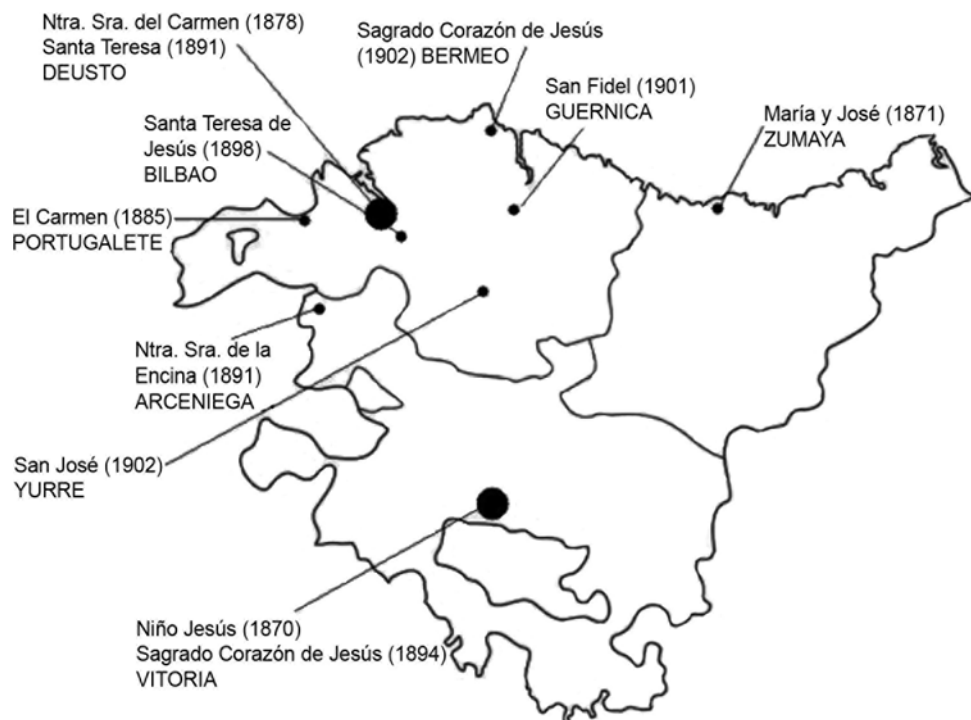 Ntra. Sra. del Carmen (1878)
Santa Teresa (1891)
DEUSTO
Sagrado Corazón de Jesús
(1902) BERMEO
San Fidel (1901)
GUERNICA
María y José (1871)
ZUMAYA
Santa Teresa de
Jesús (1898)
BILBAO
El Carmen (1885)
PORTUGALETE
Ntra. Sra. de la
Encina (1891)
ARCENIEGA
San José (1902)
YURRE
Niño Jesús (1870)
Sagrado Corazón de Jesús (1894)
VITORIA